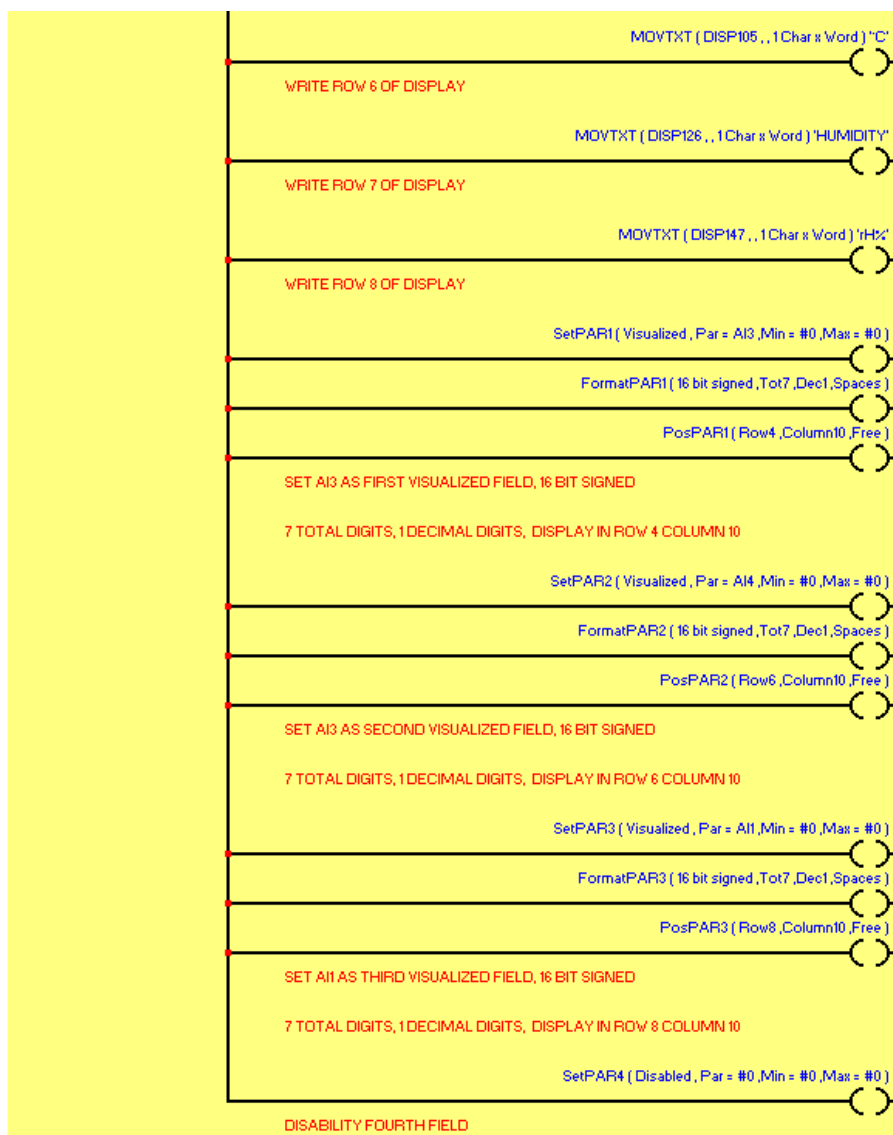 MOVTXT ( DISP105 , , 1 Char x Word ) 'C'
WRITE ROW 6 OF DISPLAY
MOVTXT ( DISP126 , , 1 Char x Word ) 'HUMIDITY'
WRITE ROW 7 OF DISPLAY
MOVTXT ( DISP147 , , 1 Char x Word ) 'rH%'
WRITE ROW 8 OF DISPLAY
SetPAR1 ( Visualized , Par = AI3 ,Min = #0 ,Max = #0 )
FormatPAR1 ( 16 bit signed ,Tot7 ,Dec1 ,Spaces )
PosPAR1 ( Row4 ,Column10 ,Free )
SET AI3 AS FIRST VISUALIZED FIELD, 16 BIT SIGNED
7 TOTAL DIGITS, 1 DECIMAL DIGITS, DISPLAY IN ROW 4 COLUMN 10
SetPAR2 ( Visualized , Par = AI4 ,Min = #0 ,Max = #0 )
FormatPAR2 ( 16 bit signed ,Tot7 ,Dec1 ,Spaces )
PosPAR2 ( Row6 ,Column10 ,Free )
SET AI3 AS SECOND VISUALIZED FIELD, 16 BIT SIGNED
7 TOTAL DIGITS, 1 DECIMAL DIGITS, DISPLAY IN ROW 6 COLUMN 10
SetPAR3 ( Visualized , Par = AI1 ,Min = #0 ,Max = #0 )
FormatPAR3 ( 16 bit signed ,Tot7 ,Dec1 ,Spaces )
PosPAR3 ( Row8 ,Column10 ,Free )
SET AI1 AS THIRD VISUALIZED FIELD, 16 BIT SIGNED
7 TOTAL DIGITS, 1 DECIMAL DIGITS, DISPLAY IN ROW 8 COLUMN 10
SetPAR4 ( Disabled , Par = #0 ,Min = #0 ,Max = #0 )
DISABILITY FOURTH FIELD